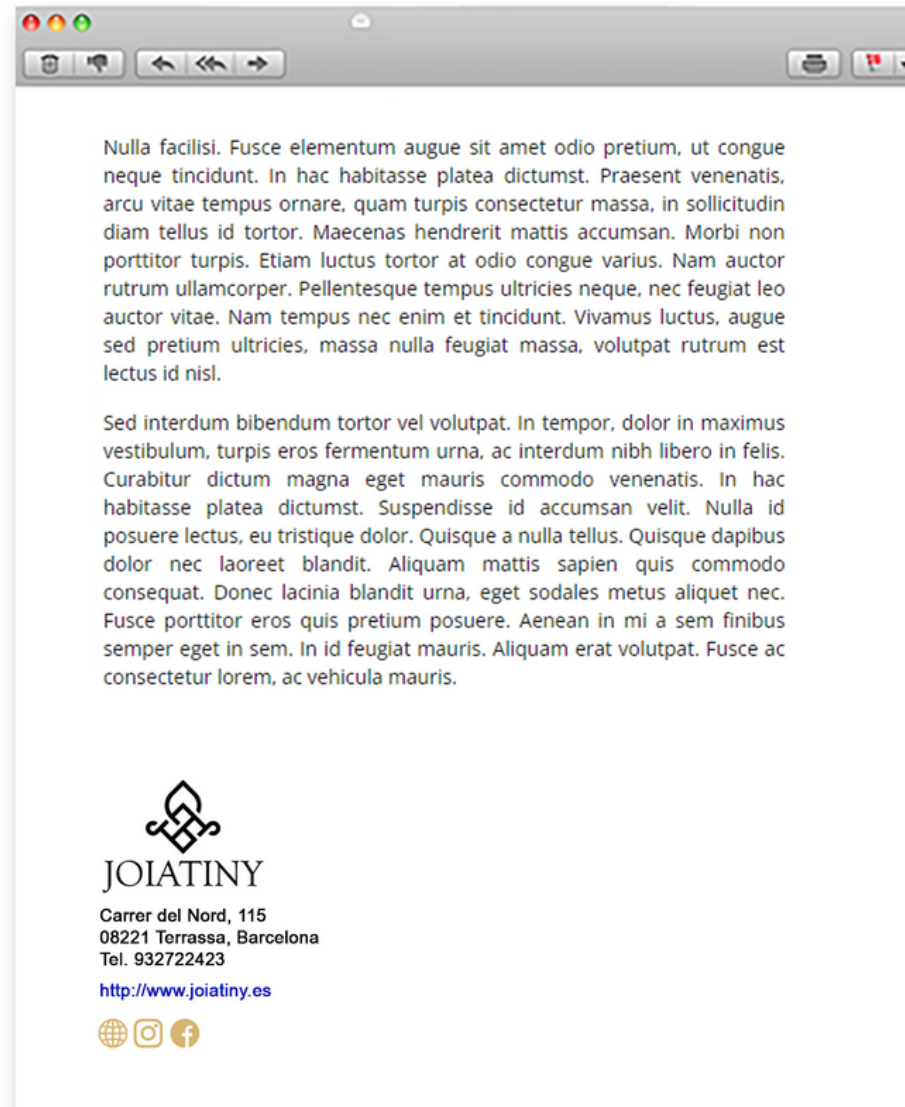 Nulla facilisi. Fusce elementum augue sit amet odio pretium, ut congue
neque tincidunt. In hac habitasse platea dictumst. Praesent venenatis,
arcu vitae tempus ornare, quam turpis consectetur massa, in sollicitudin
diam tellus id tortor. Maecenas hendrerit mattis accumsan. Morbi non
porttitor turpis. Etiam luctus tortor at odio congue varius. Nam auctor
rutrum ullamcorper. Pellentesque tempus ultricies neque, nec feugiat leo
auctor vitae. Nam tempus nec enim et tincidunt. Vivamus luctus, augue
sed pretium ultricies, massa nulla feugiat massa, volutpat rutrum est
lectus id nisl.
Sed interdum bibendum tortor vel volutpat. In tempor, dolor in maximus
vestibulum, turpis eros fermentum urna, ac interdum nibh libero in felis.
Curabitur dictum magna eget mauris commodo venenatis. In hac
habitasse platea dictumst. Suspendisse id accumsan velit. Nulla id
posuere lectus, eu tristique dolor. Quisque a nulla tellus. Quisque dapibus
dolor nec laoreet blandit. Aliquam mattis sapien quis commodo
consequat. Donec lacinia blandit urna, eget sodales metus aliquet nec.
Fusce porttitor eros quis pretium posuere. Aenean in mi a sem finibus
semper eget in sem. In id feugiat mauris. Aliquam erat volutpat. Fusce ac
consectetur lorem, ac vehicula mauris.
JOIATINY
Carrer del Nord, 115
08221 Terrassa, Barcelona
Tel. 932722423
http://www.joiatiny.es